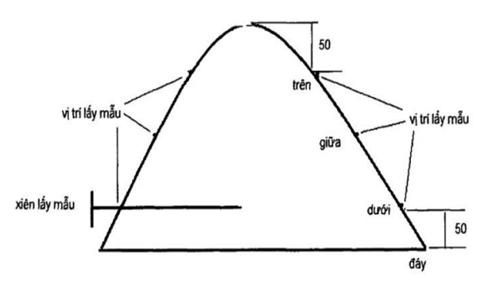 50
trên
vị trí lấy mẫu
vị trí lấy mẫu
giữa
xiên lấy mẫu
dưới
50
đáy